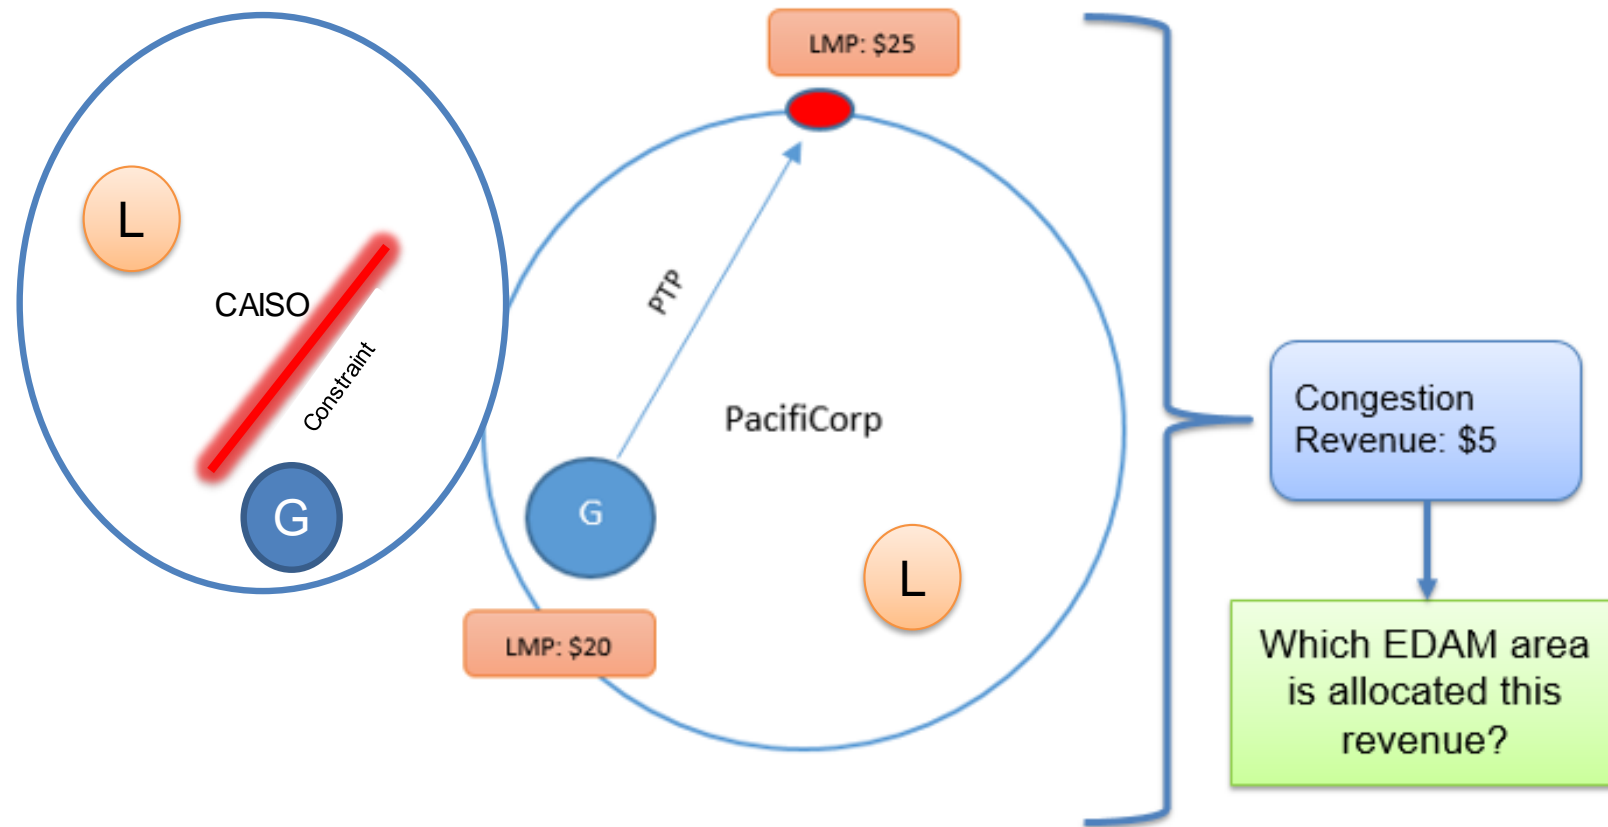 LMP: $25
L
CAISO
Constraint
G
PTP
PacifiCorp
G
L
LMP: $20
Congestion
Revenue: $5
Which EDAM area
is allocated this
revenue?